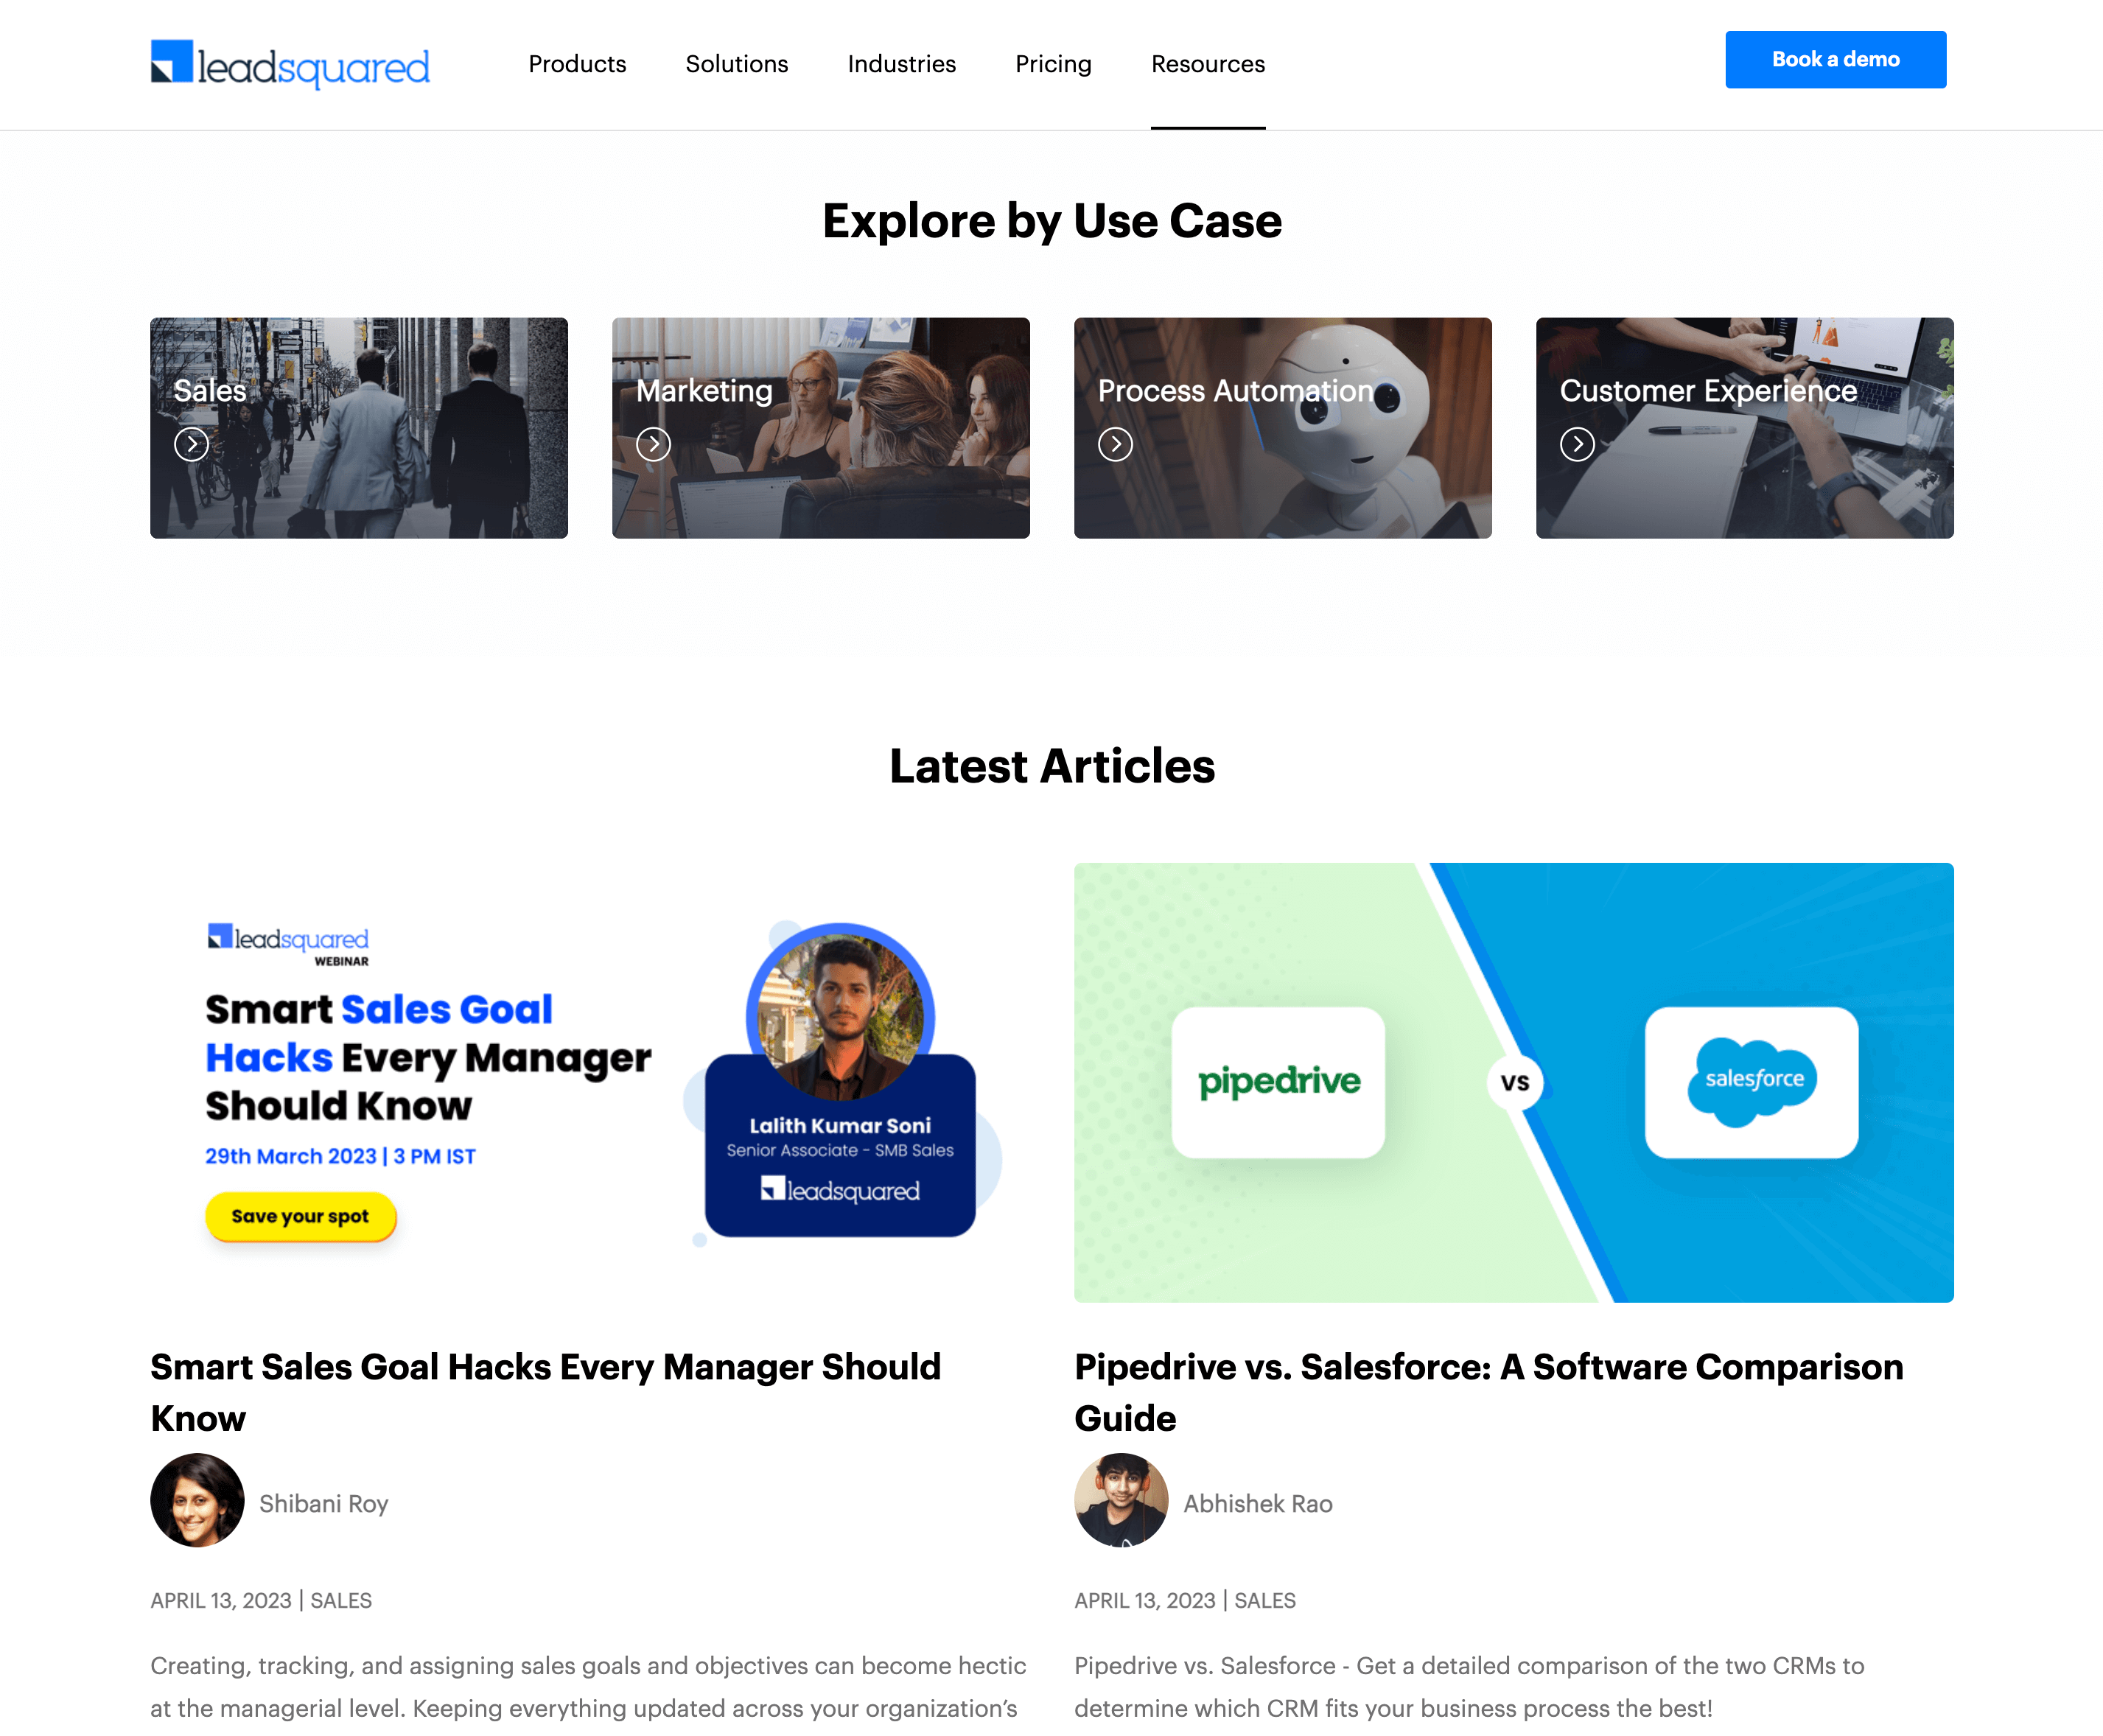 leadsquared
Products
Solutions
Industries
Pricing
Resources
Book a demo
Explore by Use Case
Sales
Marketing
Process Automation
Customer Experience
Latest Articles
leadsquared
WEBINAR
Smart Sales Goal
Hacks Every Manager
Should Know
29th March 2023 | 3 PM IST
Save your spot
Lalith Kumar Soni
Senior Associate - SMB Sales
leadsquared
pipedrive
VS
salesforce
Smart Sales Goal Hacks Every Manager Should
Know
Shibani Roy
APRIL 13, 2023 | SALES
Creating, tracking, and assigning sales goals and objectives can become hectic
at the managerial level. Keeping everything updated across your organization’s
Pipedrive vs. Salesforce: A Software Comparison
Guide
Abhishek Rao
APRIL 13, 2023 | SALES
Pipedrive vs. Salesforce - Get a detailed comparison of the two CRMs to
determine which CRM fits your business process the best!